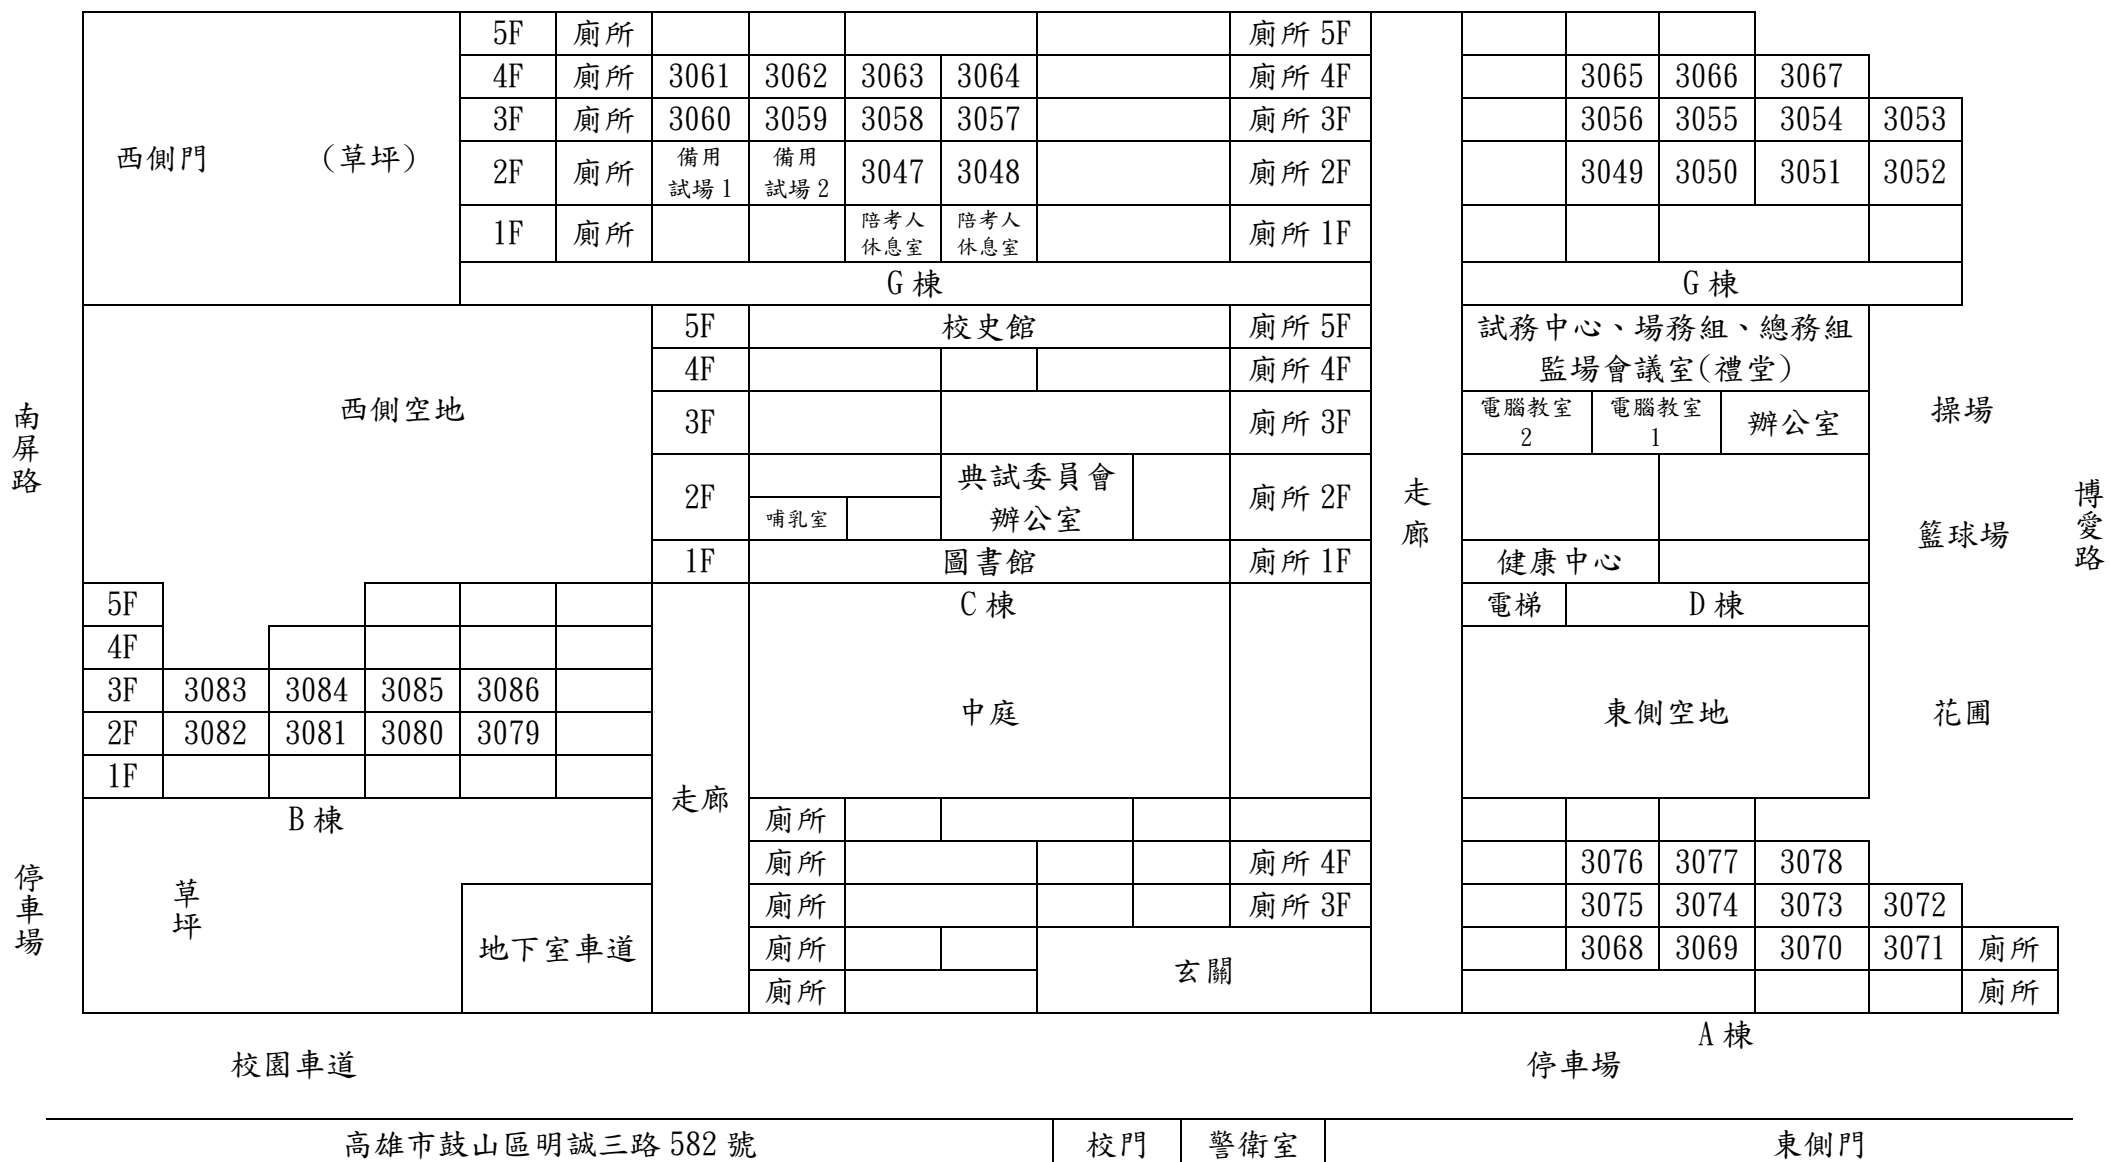 5F 廁所 廁所 5F
4F 廁所 3061 3062 3063 3064 廁所 4F 3065 3066 3067
3F 廁所 3060 3059 3058 3057 廁所 3F 3056 3055 3054 3053
西側門 (草坪) 2F 廁所 備用試場 1 備用試場 2 3047 3048 廁所 2F 3049 3050 3051 3052
1F 廁所 陪考人休息室 陪考人休息室 廁所 1F
G 棟 G 棟
5F 校史館 廁所 5F 試務中心、場務組、總務組
4F 廁所 4F 監場會議室(禮堂)
南屏路 西側空地 3F 廁所 3F 電腦教室 2 電腦教室 1 辦公室 操場
2F 哺乳室 典試委員會辦公室 廁所 2F 走廊 籃球場 博愛路
1F 圖書館 廁所 1F 健康中心
5F C 棟 電梯 D 棟
4F
3F 3083 3084 3085 3086 中庭 東側空地 花圃
2F 3082 3081 3080 3079
1F
走廊
B 棟 廁所
廁所 廁所 4F 3076 3077 3078
停車場 草坪 廁所 廁所 3F 3075 3074 3073 3072
地下室車道 廁所 玄關 3068 3069 3070 3071 廁所
廁所 廁所
A 棟
校園車道 停車場
高雄市鼓山區明誠三路 582 號 校門 警衛室 東側門